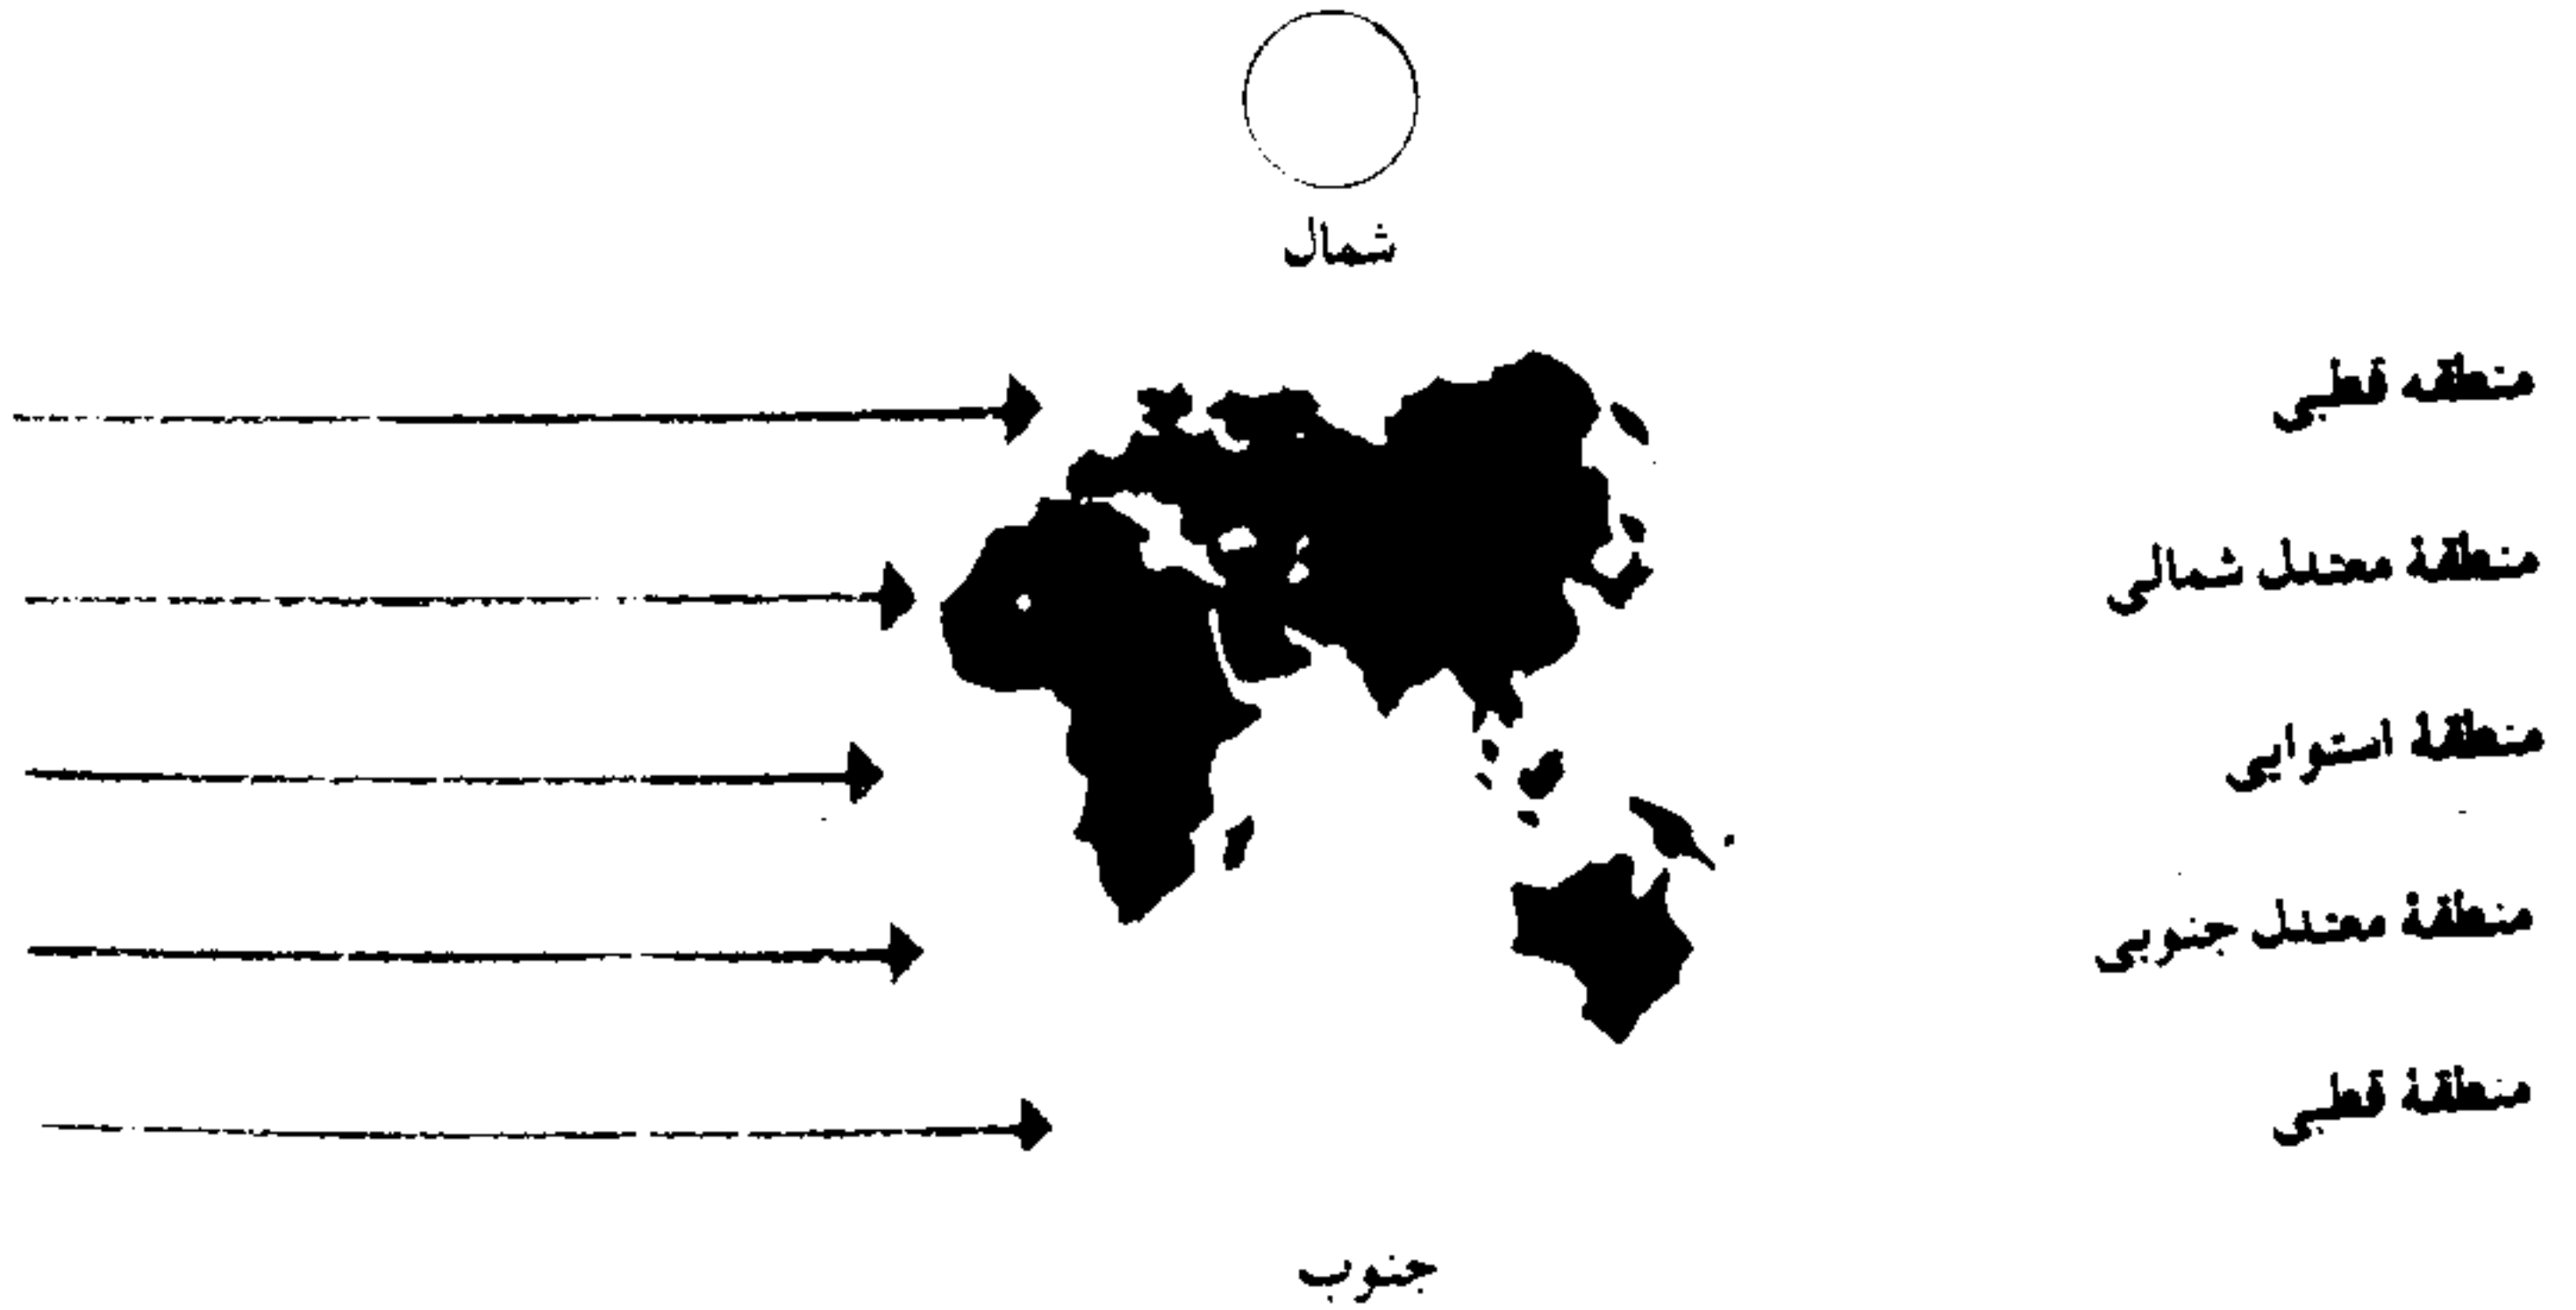 شمال
منطقه قطبی
منطقهٔ معتدل شمالی
منطقهٔ استوایی
منطقهٔ معتدل جنوبی
منطقهٔ قطبی
جنوب